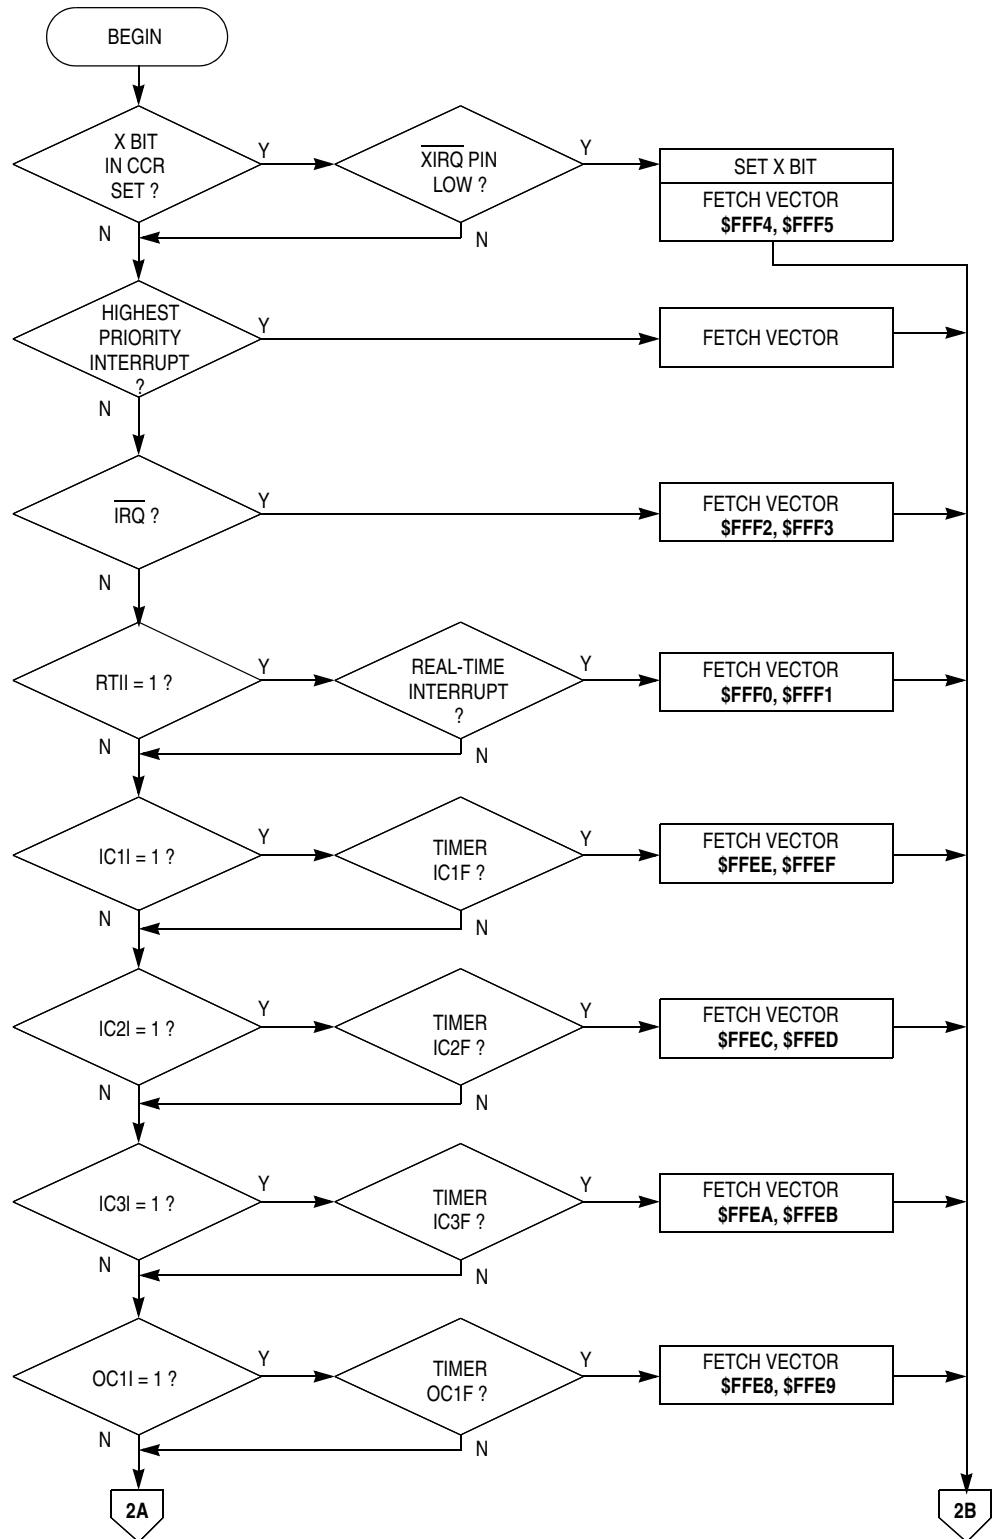 BEGIN
X BIT
IN CCR
SET ?
Y
XIRQ PIN
LOW ?
Y
SET X BIT
FETCH VECTOR
$FFF4, $FFF5
N
N
HIGHEST
PRIORITY
INTERRUPT
?
Y
FETCH VECTOR
N
IRQ ?
Y
FETCH VECTOR
$FFF2, $FFF3
N
RTII = 1 ?
Y
REAL-TIME
INTERRUPT
?
Y
FETCH VECTOR
$FFF0, $FFF1
N
N
IC1I = 1 ?
Y
TIMER
IC1F ?
Y
FETCH VECTOR
$FFEE, $FFEF
N
N
IC2I = 1 ?
Y
TIMER
IC2F ?
Y
FETCH VECTOR
$FFEC, $FFED
N
N
IC3I = 1 ?
Y
TIMER
IC3F ?
Y
FETCH VECTOR
$FFEA, $FFEB
N
N
OC1I = 1 ?
Y
TIMER
OC1F ?
Y
FETCH VECTOR
$FFE8, $FFE9
N
N
2A
2B